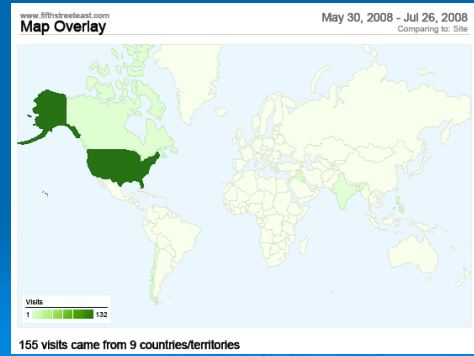 www.fifthstreeteast.com
Map Overlay
May 30, 2008 - Jul 26, 2008
Comparing to: Site
Visits
1 132
155 visits came from 9 countries/territories